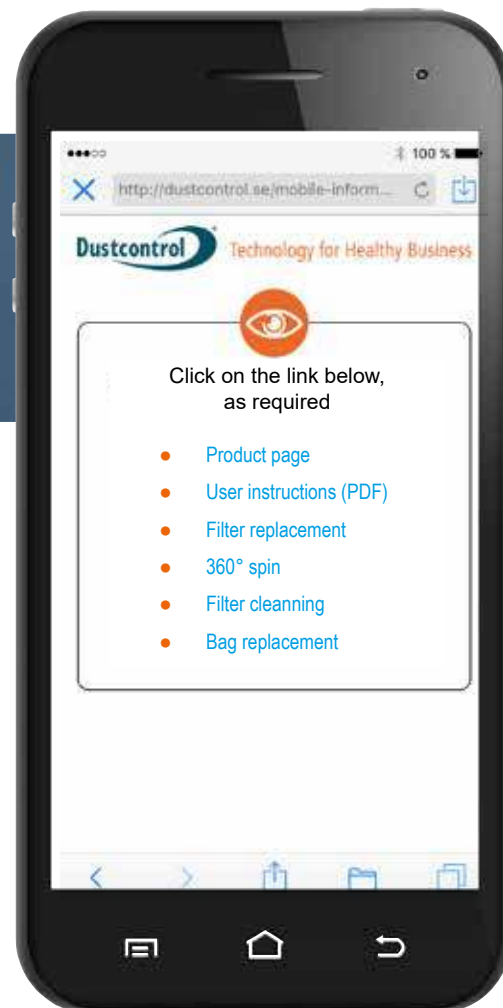 100 %
http://dustcontrol.se/mobile-inform...
Dustcontrol
Technology for Healthy Business
Click on the link below,
as required
Product page
User instructions (PDF)
Filter replacement
360° spin
Filter cleanning
Bag replacement